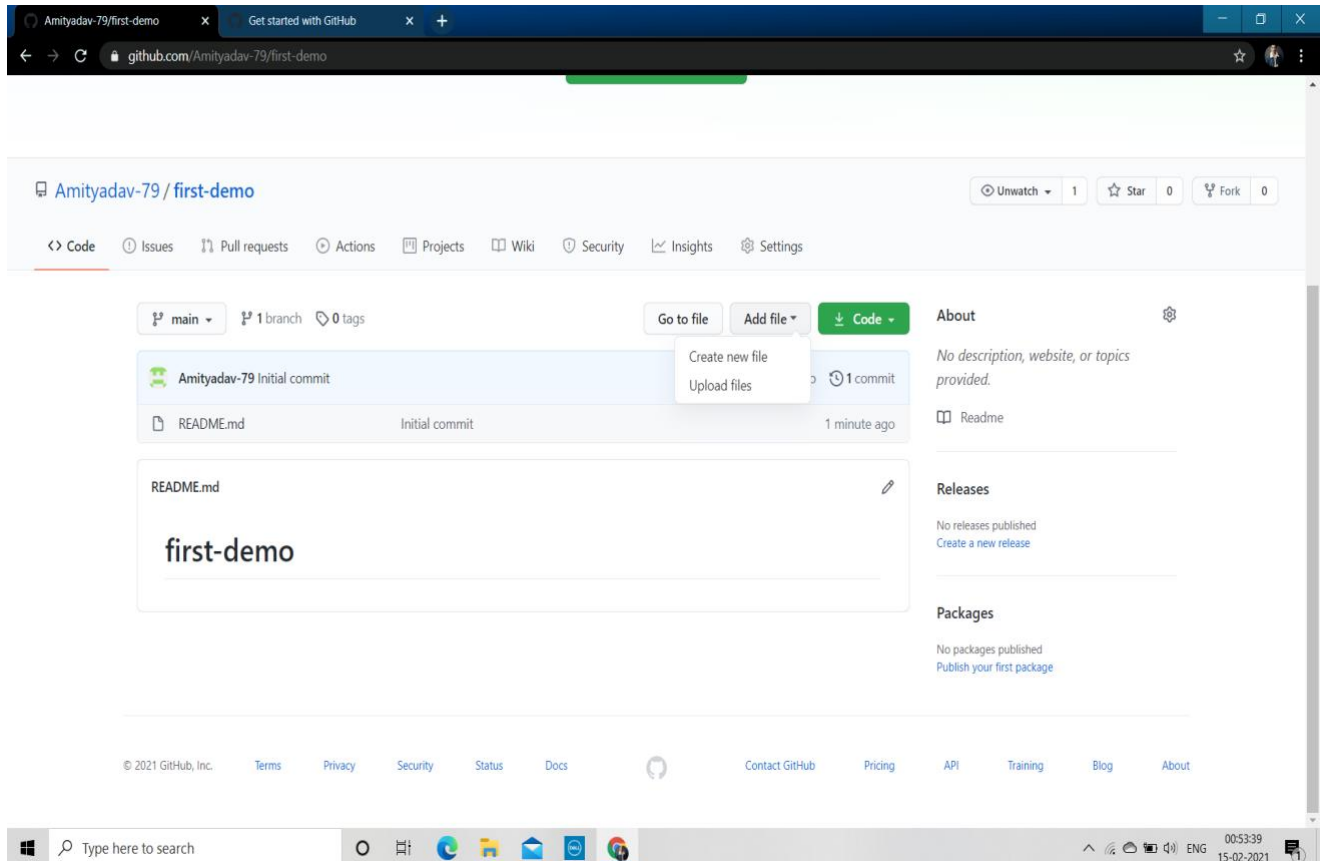 Amityadav-79/first-demo
Get started with GitHub
github.com/Amityadav-79/first-demo
Amityadav-79 / first-demo
Unwatch 1 Star 0 Fork 0
Code Issues Pull requests Actions Projects Wiki Security Insights Settings
main 1 branch 0 tags Go to file Add file Code
Create new file
Upload files
Amityadav-79 Initial commit 1 commit
README.md Initial commit 1 minute ago
README.md
first-demo
About
No description, website, or topics
provided.
Readme
Releases
No releases published
Create a new release
Packages
No packages published
Publish your first package
© 2021 GitHub, Inc. Terms Privacy Security Status Docs Contact GitHub Pricing API Training Blog About
Type here to search
DELL
ENG
00:53:39
15-02-2021
1